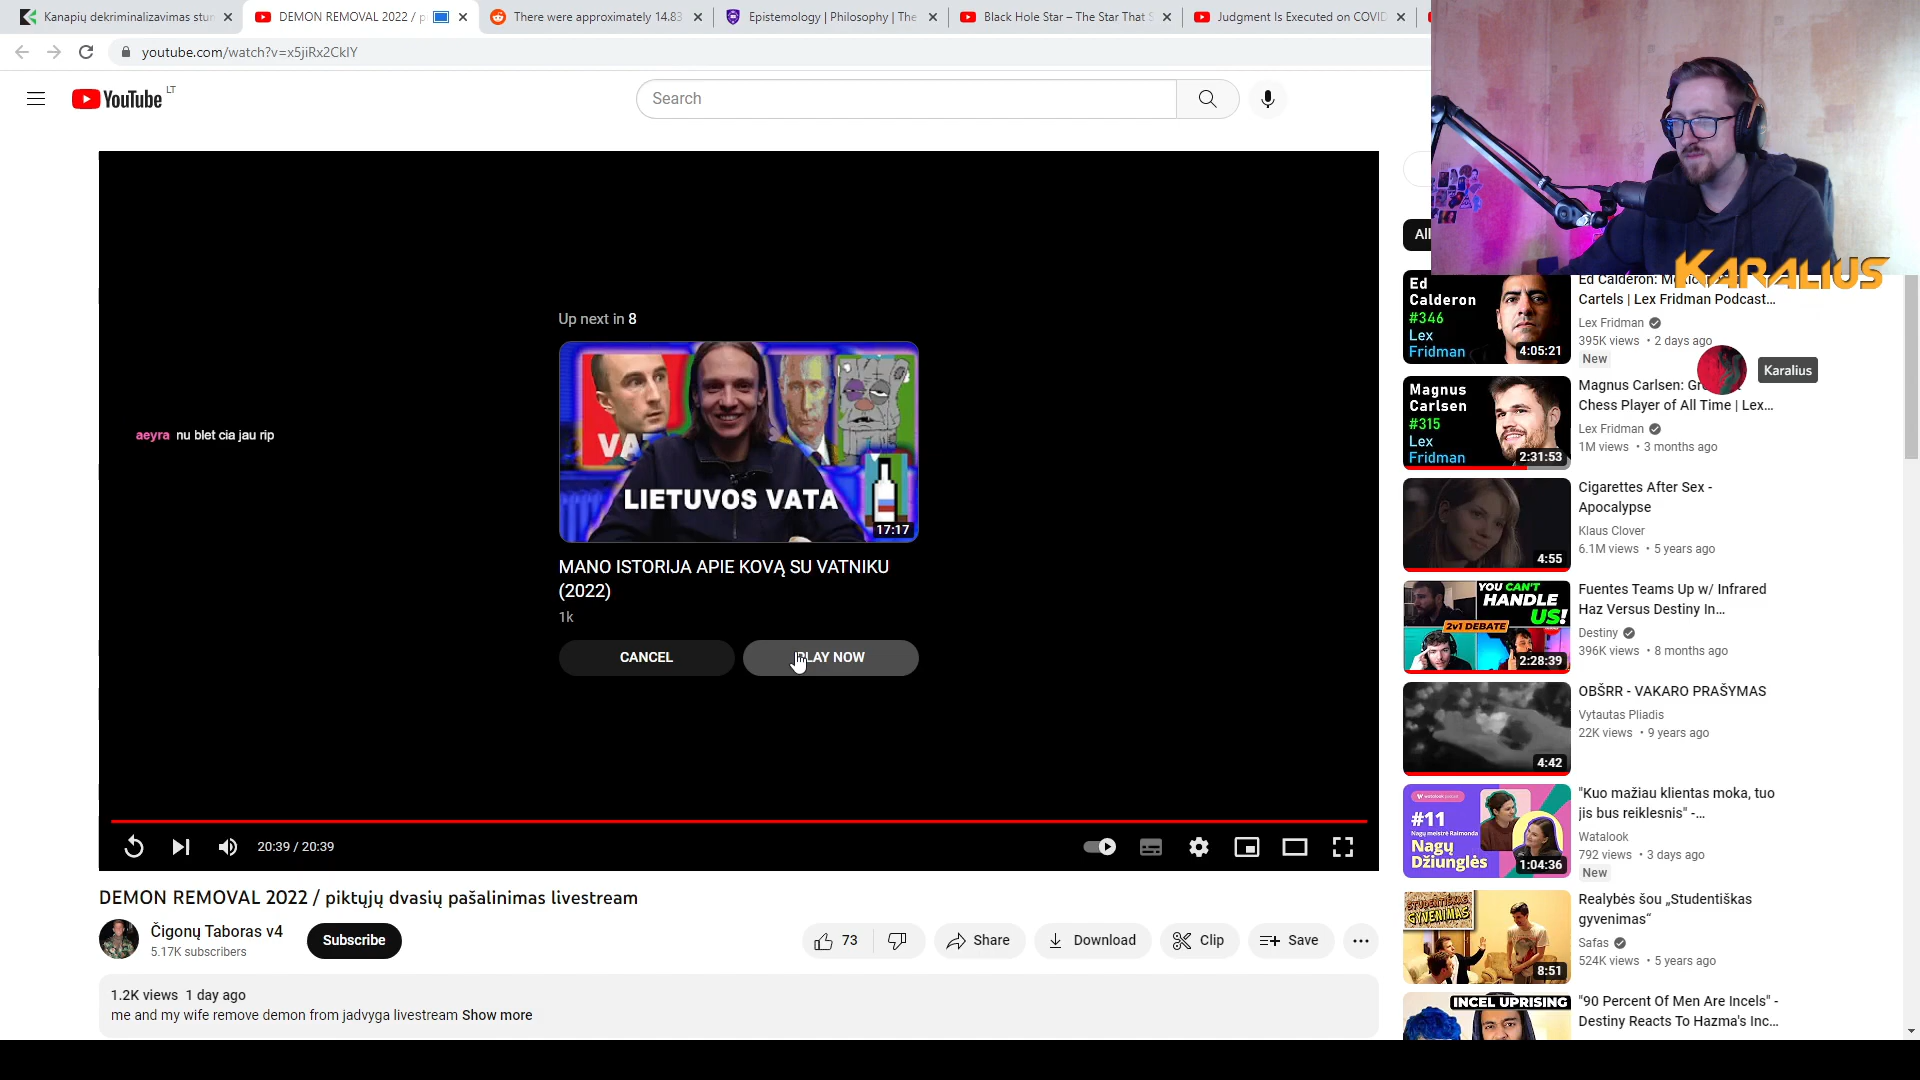 Kanapių dekriminalizavimas stum
DEMON REMOVAL 2022 / p
There were approximately 14.83
Epistemology | Philosophy | The
Black Hole Star – The Star That S
Judgment Is Executed on COVID
youtube.com/watch?v=x5jiRx2CkIY
YouTube LT
Search
KARALIUS
All
Up next in 8
LIETUVOS VATA
17:17
MANO ISTORIJA APIE KOVĄ SU VATNIKU
(2022)
1k
CANCEL
PLAY NOW
aeyra nu blet cia jau rip
20:39 / 20:39
DEMON REMOVAL 2022 / piktųjų dvasių pašalinimas livestream
Čigonų Taboras v4
5.17K subscribers
Subscribe
73
Share
Download
Clip
Save
1.2K views 1 day ago
me and my wife remove demon from jadvyga livestream Show more
Ed
Calderon
#346
Lex
Fridman
4:05:21
Ed Calderon:
Cartels | Lex Fridman Podcast...
Lex Fridman
395K views • 2 days ago
New
Karalius
Magnus
Carlsen
#315
Lex
Fridman
2:31:53
Magnus Carlsen:
Chess Player of All Time | Lex...
Lex Fridman
1M views • 3 months ago
4:55
Cigarettes After Sex -
Apocalypse
Klaus Clover
6.1M views • 5 years ago
YOU CAN'T
HANDLE
US!
2V1 DEBATE
2:28:39
Fuentes Teams Up w/ Infrared
Haz Versus Destiny In...
Destiny
396K views • 8 months ago
4:42
OBŠRR - VAKARO PRAŠYMAS
Vytautas Pliadis
22K views • 9 years ago
#11
Nagų meistrė Raimonda
Nagų
Džiunglės
1:04:36
"Kuo mažiau klientas moka, tuo
jis bus reiklesnis" -...
Watalook
792 views • 3 days ago
New
STUDENTIŠKAS
GYVENIMAS
8:51
Realybės šou „Studentiškas
gyvenimas“
Safas
524K views • 5 years ago
INCEL UPRISING
"90 Percent Of Men Are Incels" -
Destiny Reacts To Hazma's Inc...